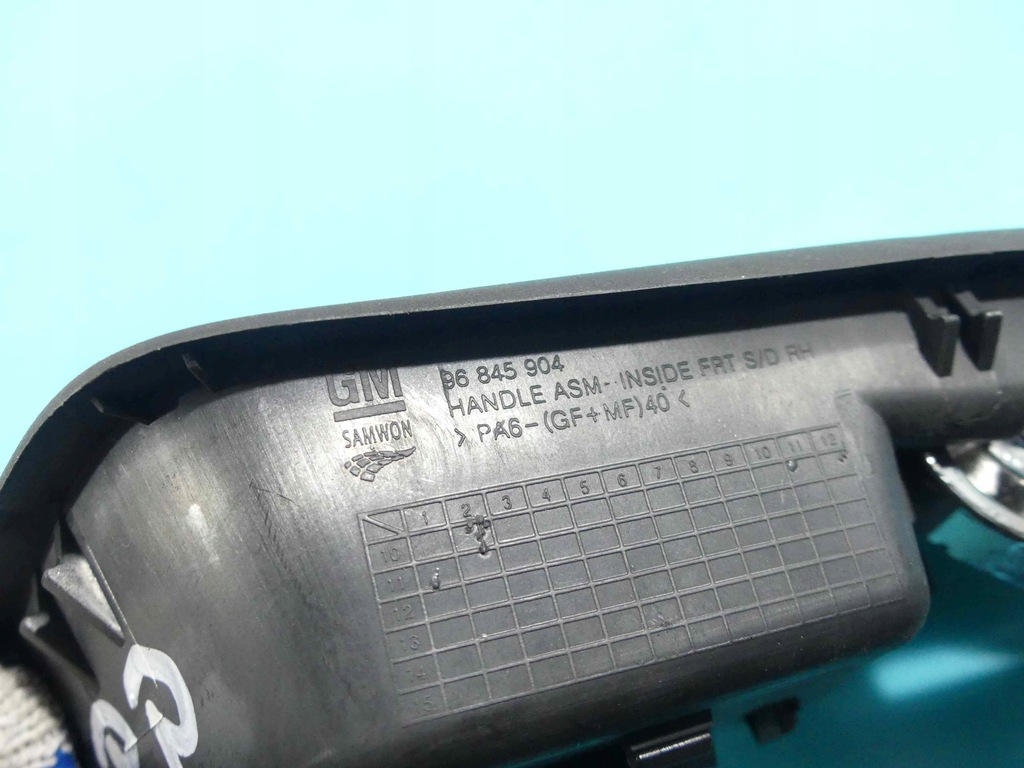 GM
SAMWON
96 845 904
HANDLE ASM- INSIDE FRT S/D RH
> PA6-(GF+MF)40 <
1 2 3 4 5 6 7 8 9 10 11 12
10
11
12
13
14
15